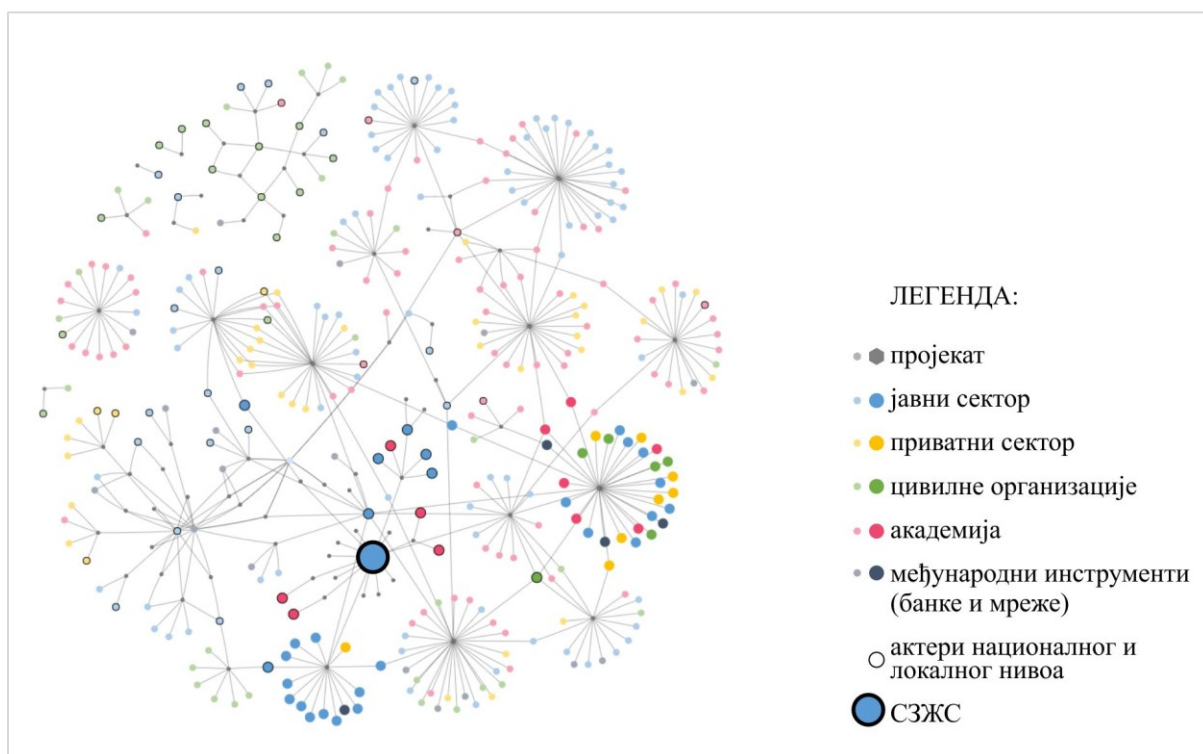 ЛЕГЕНДА:
пројекат
јавни сектор
приватни сектор
цивилне организације
академија
међународни инструменти
(банке и мреже)
актери националног и
локалног нивоа
СЗЖС